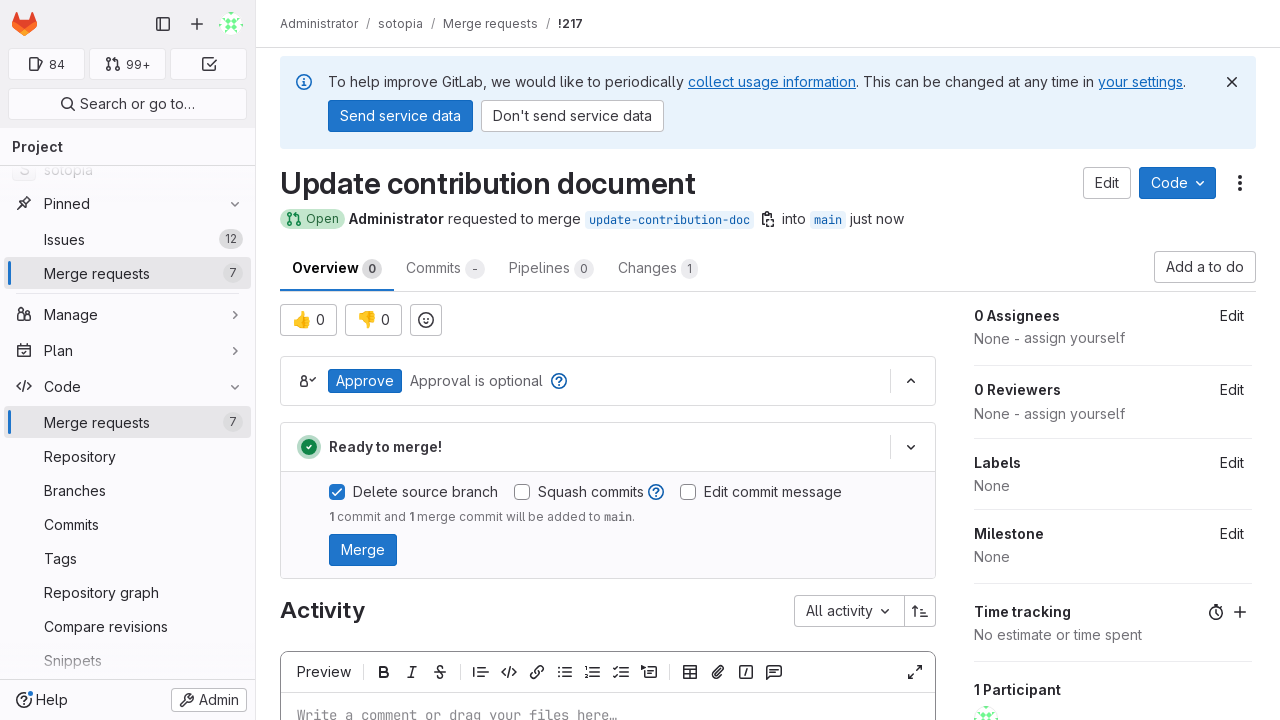 Administrator / sotopia / Merge requests / !217
84
99+
Search or go to…
Project
S sotopia
Pinned
Issues 12
Merge requests 7
Manage
Plan
Code
Merge requests 7
Repository
Branches
Commits
Tags
Repository graph
Compare revisions
Snippets
Help
Admin
To help improve GitLab, we would like to periodically collect usage information. This can be changed at any time in your settings.
Send service data
Don't send service data
Update contribution document
Edit
Code
Open Administrator requested to merge update-contribution-doc into main just now
Overview 0
Commits -
Pipelines 0
Changes 1
Add a to do
👍 0
👎 0
Approve Approval is optional
Ready to merge!
Delete source branch
Squash commits
Edit commit message
1 commit and 1 merge commit will be added to main.
Merge
Activity
All activity
Preview
Write a comment or drag your files here…
0 Assignees Edit
None - assign yourself
0 Reviewers Edit
None - assign yourself
Labels Edit
None
Milestone Edit
None
Time tracking
No estimate or time spent
1 Participant